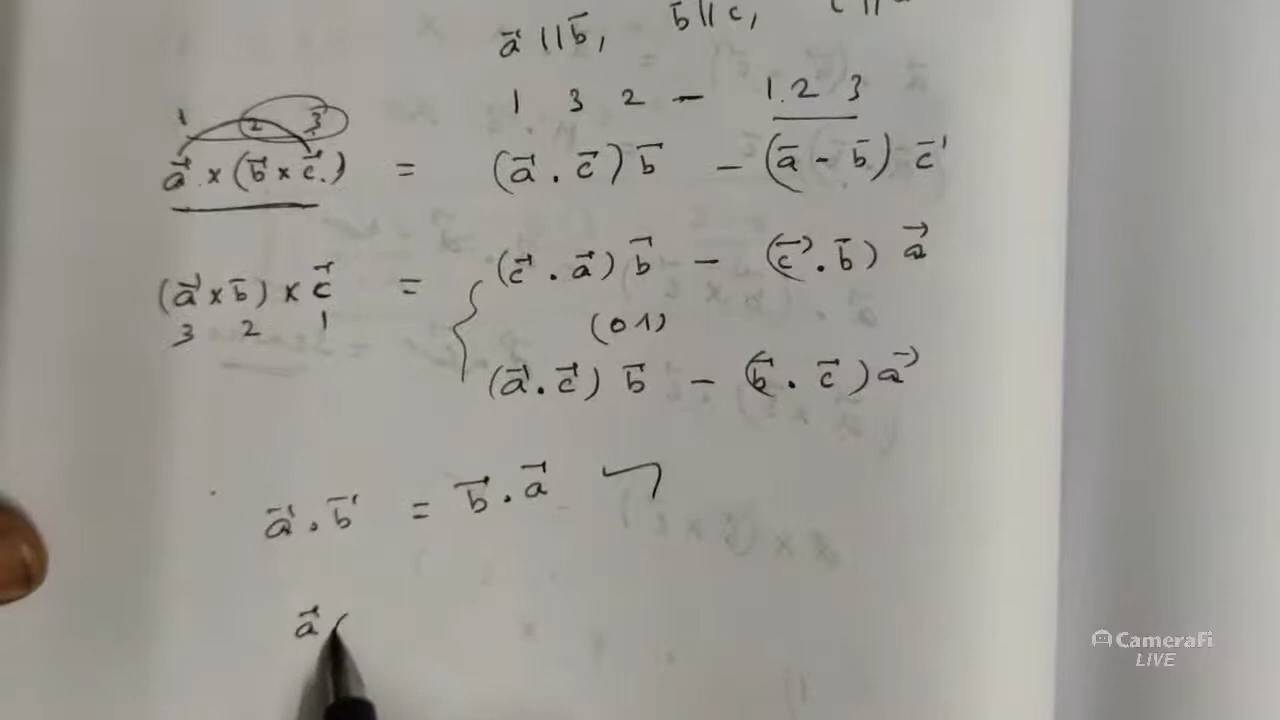 a⃗ || b̄, b̄ || c,
1 3 2 – 1.2 3
1 2 3⃗
a⃗ × (b⃗ × c⃗.) = (a⃗ . c⃗) b̄ – (ā – b̄) c⃗
(c⃗ . a⃗) b⃗ – (c⃗ . b̄) a⃗
(a⃗ × b̄) × c⃗ = {
3 2 1
(01)
(a⃗ . c⃗) b̄ – (b⃗ . c⃗) a⃗
a⃗ . b⃗ = b⃗ . a⃗
a⃗ (
CameraFi
LIVE